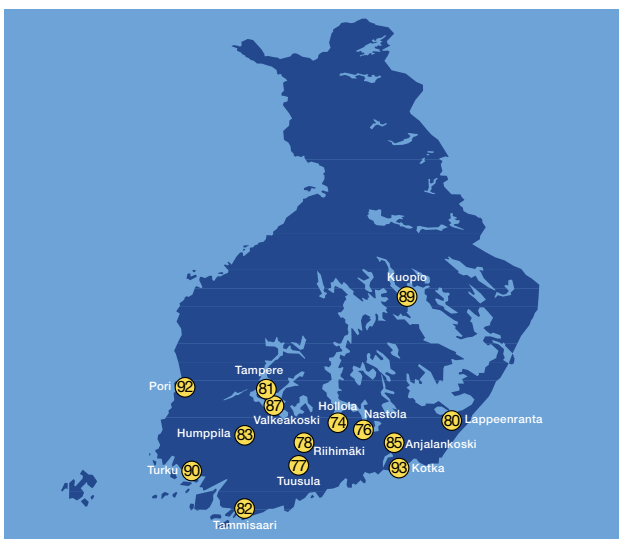 Kuopio
89
Tampere
81
Pori 92
87
Valkeakoski
Hollola
74
Nastola
76
80 Lappeenranta
Humppila 83
78
Riihimäki
85 Anjalankoski
Turku 90
77
Tuusula
93 Kotka
82
Tammisaari